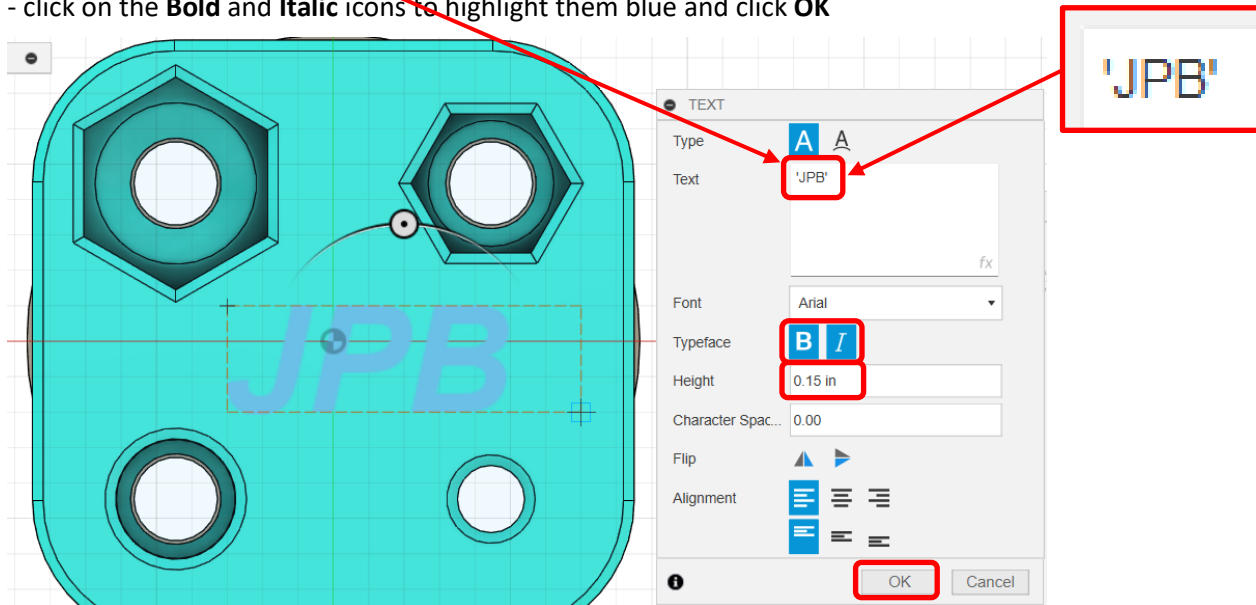 - click on the Bold and Italic icons to highlight them blue and click OK
'JPB'
TEXT
Type A A
Text 'JPB'
fx
Font Arial
Typeface B I
Height 0.15 in
Character Spac... 0.00
Flip
Alignment
OK Cancel
JPB